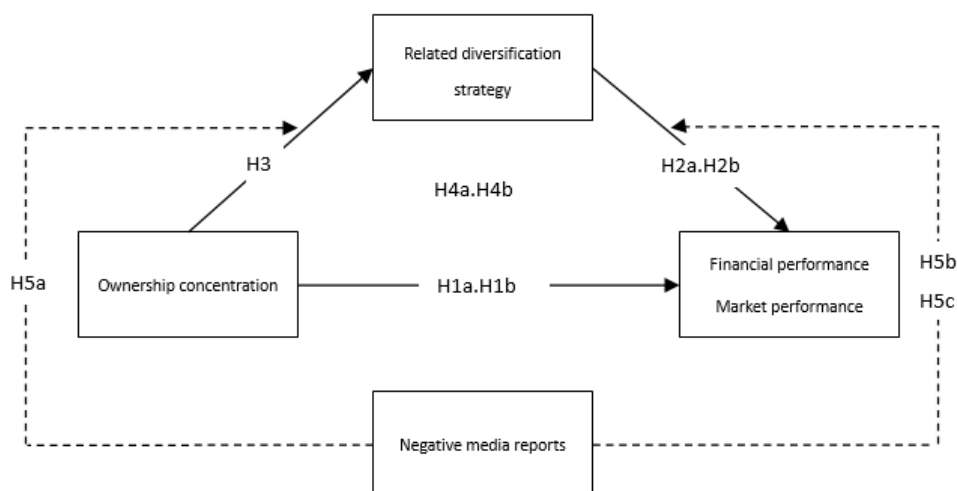 Related diversification
strategy
H3
H2a.H2b
H4a.H4b
H5a
Ownership concentration
H1a.H1b
Financial performance
Market performance
H5b
H5c
Negative media reports